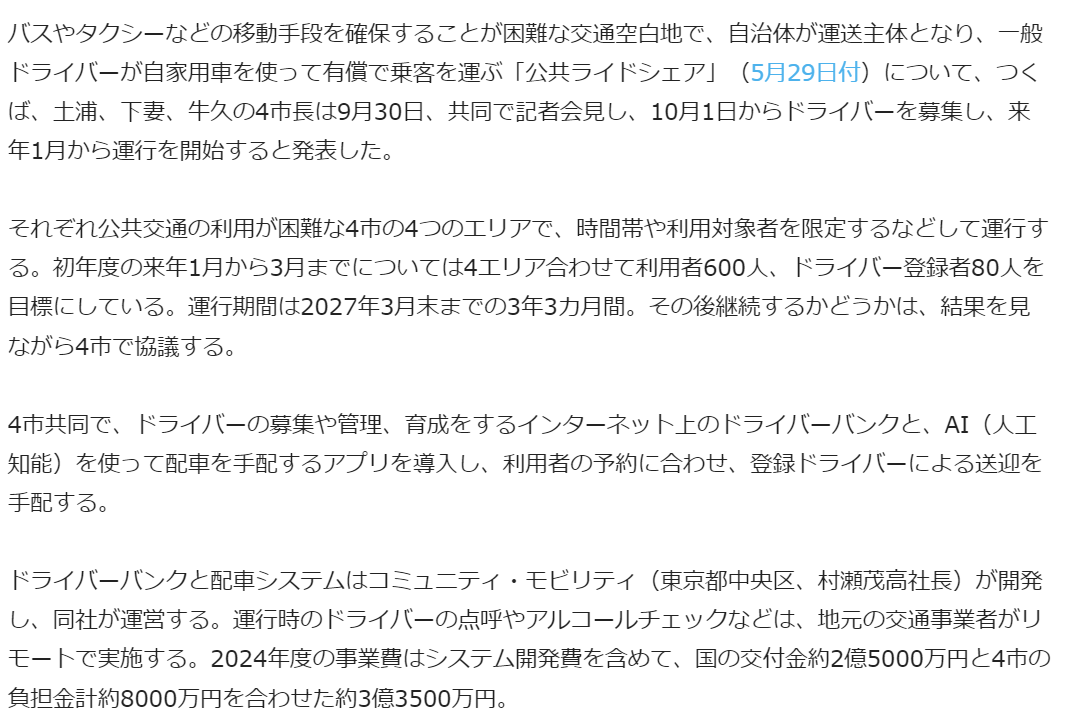 バスやタクシーなどの移動手段を確保することが困難な交通空白地で、自治体が運送主体となり、一般
ドライバーが自家用車を使って有償で乗客を運ぶ「公共ライドシェア」（5月29日付）について、つく
ば、土浦、下妻、牛久の4市長は9月30日、共同で記者会見し、10月1日からドライバーを募集し、来
年1月から運行を開始すると発表した。
それぞれ公共交通の利用が困難な4市の4つのエリアで、時間帯や利用対象者を限定するなどして運行す
る。初年度の来年1月から3月までについては4エリア合わせて利用者600人、ドライバー登録者80人を
目標にしている。運行期間は2027年3月末までの3年3カ月間。その後継続するかどうかは、結果を見
ながら4市で協議する。
4市共同で、ドライバーの募集や管理、育成をするインターネット上のドライバーバンクと、AI（人工
知能）を使って配車を手配するアプリを導入し、利用者の予約に合わせ、登録ドライバーによる送迎を
手配する。
ドライバーバンクと配車システムはコミュニティ・モビリティ（東京都中央区、村瀬茂高社長）が開発
し、同社が運営する。運行時のドライバーの点呼やアルコールチェックなどは、地元の交通事業者がリ
モートで実施する。2024年度の事業費はシステム開発費を含めて、国の交付金約2億5000万円と4市の
負担金計約8000万円を合わせた約3億3500万円。